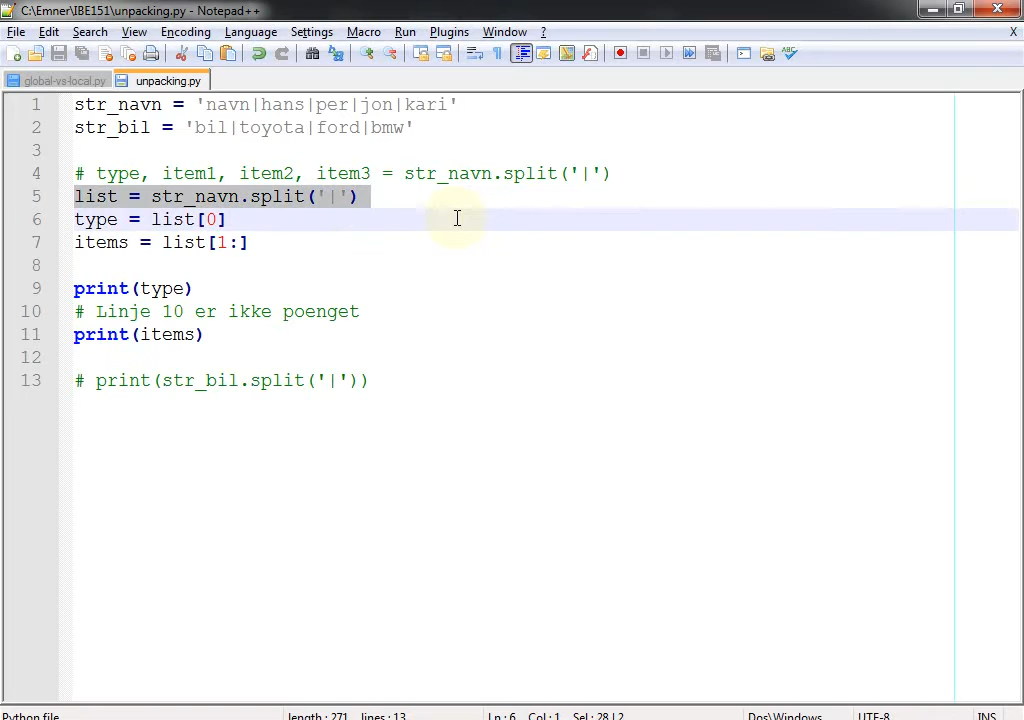 C:\Emner\IBE151\unpacking.py - Notepad++
File Edit Search View Encoding Language Settings Macro Run Plugins Window ? X
global-vs-local.py unpacking.py
1 str_navn = 'navn|hans|per|jon|kari'
2 str_bil = 'bil|toyota|ford|bmw'
3
4 # type, item1, item2, item3 = str_navn.split('|')
5 list = str_navn.split('|')
6 type = list[0]
7 items = list[1:]
8
9 print(type)
10 # Linje 10 er ikke poenget
11 print(items)
12
13 # print(str_bil.split('|'))
Python file length : 271 lines : 13 Ln : 6 Col : 1 Sel : 28 | 2 Dos\Windows UTF-8 INS